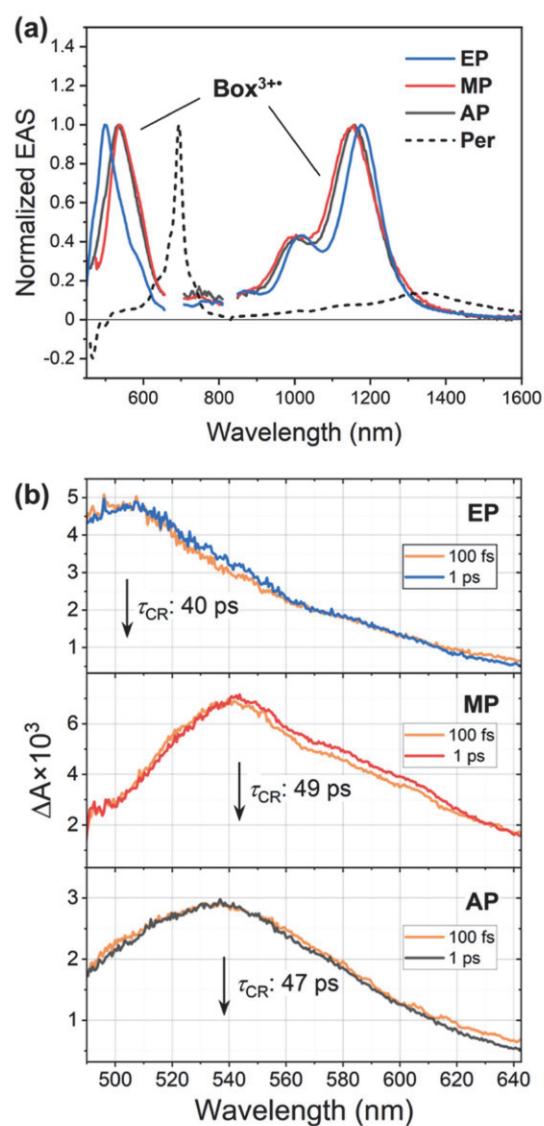 (a)
1.4
1.2
1.0
0.8
0.6
0.4
0.2
0
-0.2
Normalized EAS
Box³⁺•
EP
MP
AP
Per
600
800
1000
1200
1400
1600
Wavelength (nm)
(b)
ΔA×10³
5
4
3
2
1
EP
100 fs
1 ps
τCR: 40 ps
6
4
2
MP
100 fs
1 ps
τCR: 49 ps
3
2
1
AP
100 fs
1 ps
τCR: 47 ps
500
520
540
560
580
600
620
640
Wavelength (nm)